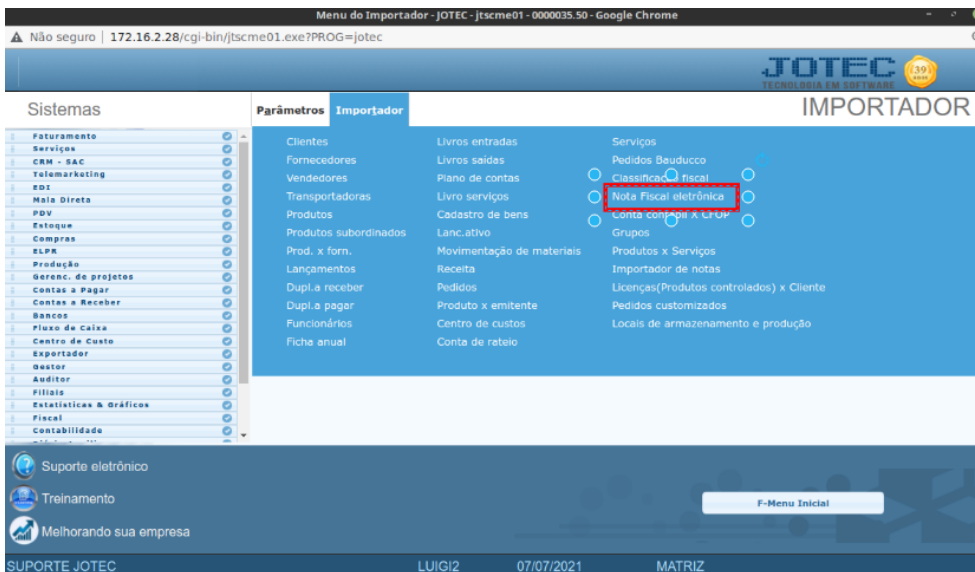 Menu do Importador - JOTEC - jtscme01 - 0000035.50 - Google Chrome
Não seguro | 172.16.2.28/cgi-bin/jtscme01.exe?PROG=jotec
JOTEC
TECNOLOGIA EM SOFTWARE
39
Sistemas
Parâmetros
Importador
IMPORTADOR
Faturamento
Serviços
CRM - SAC
Telemarketing
EDI
Mala Direta
PDV
Estoque
Compras
ELPR
Produção
Gerenc. de projetos
Contas a Pagar
Contas a Receber
Bancos
Fluxo de Caixa
Centro de Custo
Exportador
Gestor
Auditor
Filiais
Estatísticas & Gráficos
Fiscal
Contabilidade
Clientes
Fornecedores
Vendedores
Transportadoras
Produtos
Produtos subordinados
Prod. x forn.
Lançamentos
Dupl.a receber
Dupl.a pagar
Funcionários
Ficha anual
Livros entradas
Livros saídas
Plano de contas
Livro serviços
Cadastro de bens
Lanc.ativo
Movimentação de materiais
Receita
Pedidos
Produto x emitente
Centro de custos
Conta de rateio
Serviços
Pedidos Bauducco
Classificação fiscal
Nota Fiscal eletrônica
Conta contábil X CFOP
Grupos
Produtos x Serviços
Importador de notas
Licenças(Produtos controlados) x Cliente
Pedidos customizados
Locais de armazenamento e produção
Suporte eletrônico
Treinamento
Melhorando sua empresa
F-Menu Inicial
SUPORTE JOTEC
LUIGI2
07/07/2021
MATRIZ